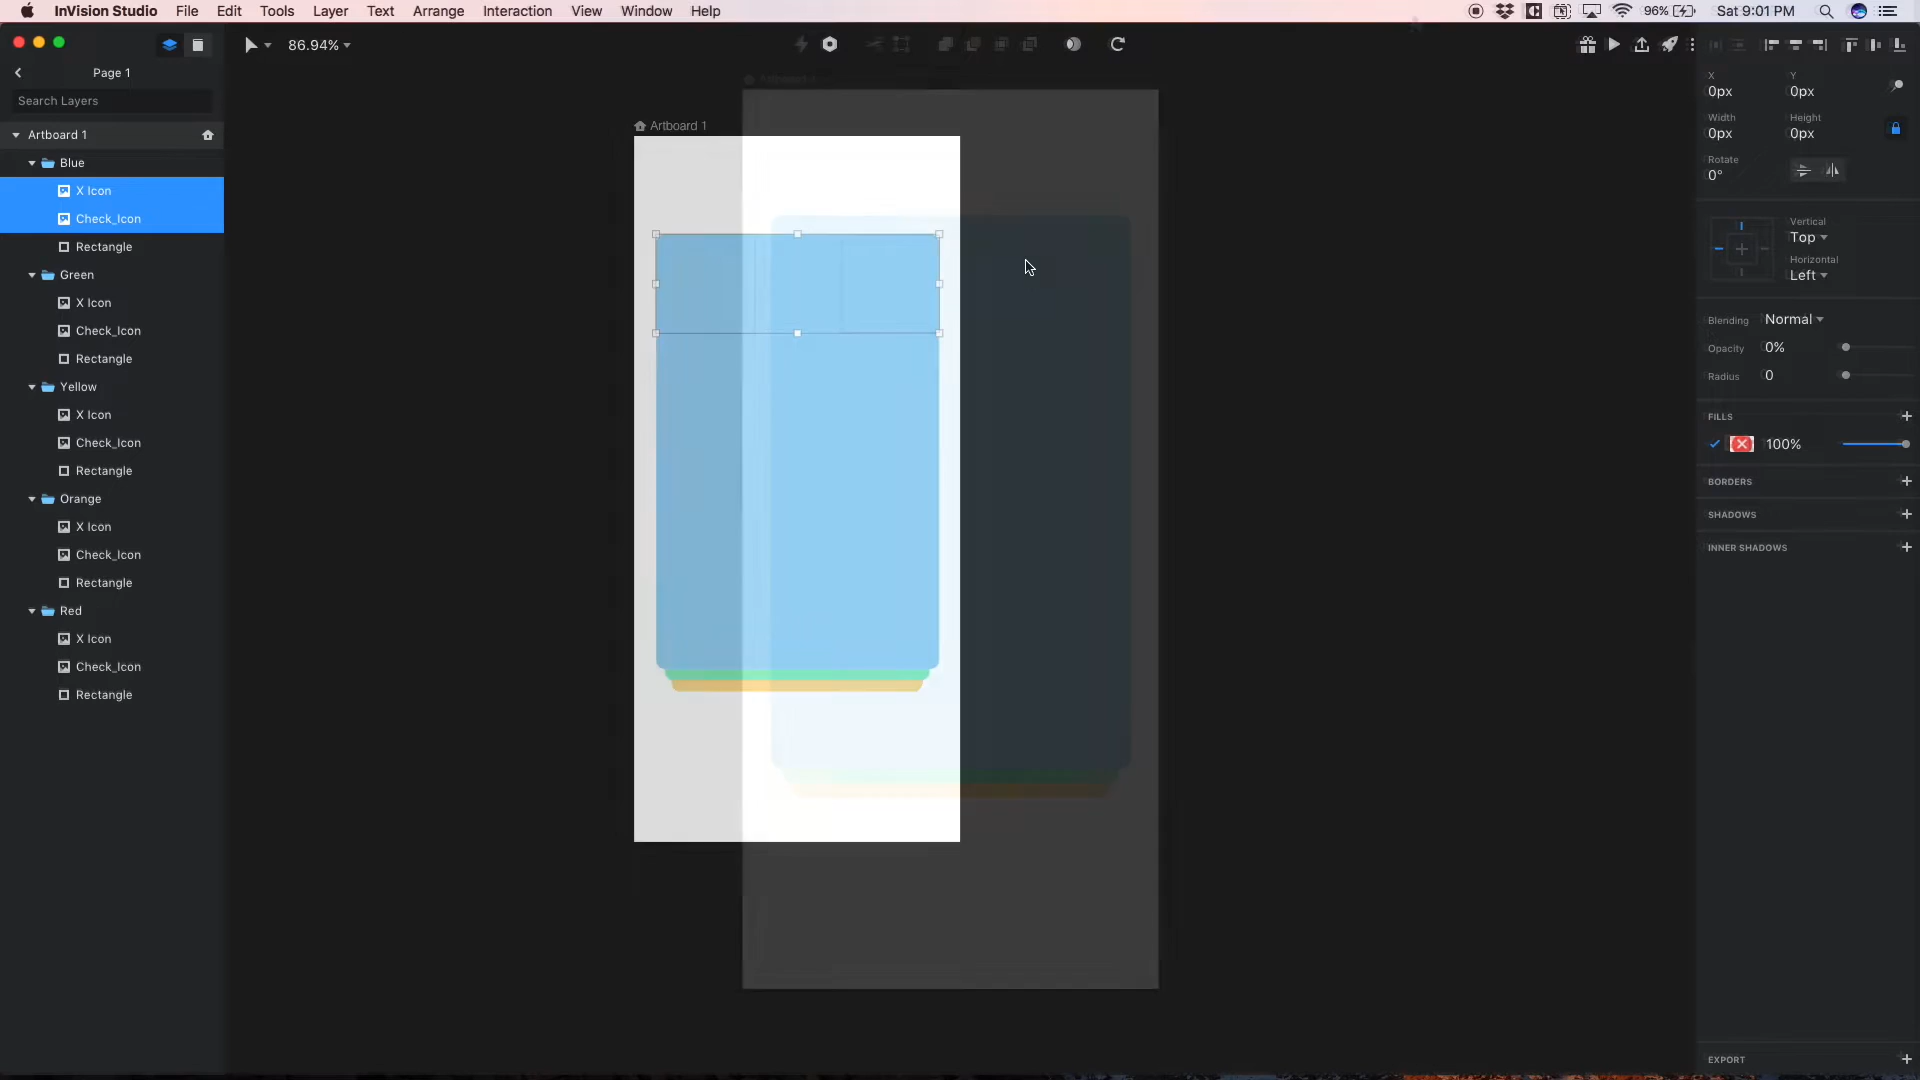 InVision Studio File Edit Tools Layer Text Arrange Interaction View Window Help 96% Sat 9:01 PM
86.94%
Page 1
Search Layers
Artboard 1
Blue
X Icon
Check_Icon
Rectangle
Green
X Icon
Check_Icon
Rectangle
Yellow
X Icon
Check_Icon
Rectangle
Orange
X Icon
Check_Icon
Rectangle
Red
X Icon
Check_Icon
Rectangle
Artboard 1
X Y
0px 0px
Width Height
0px 0px
Rotate
0°
Vertical
Top
Horizontal
Left
Blending Normal
Opacity 0%
Radius 0
FILLS
100%
BORDERS
SHADOWS
INNER SHADOWS
EXPORT